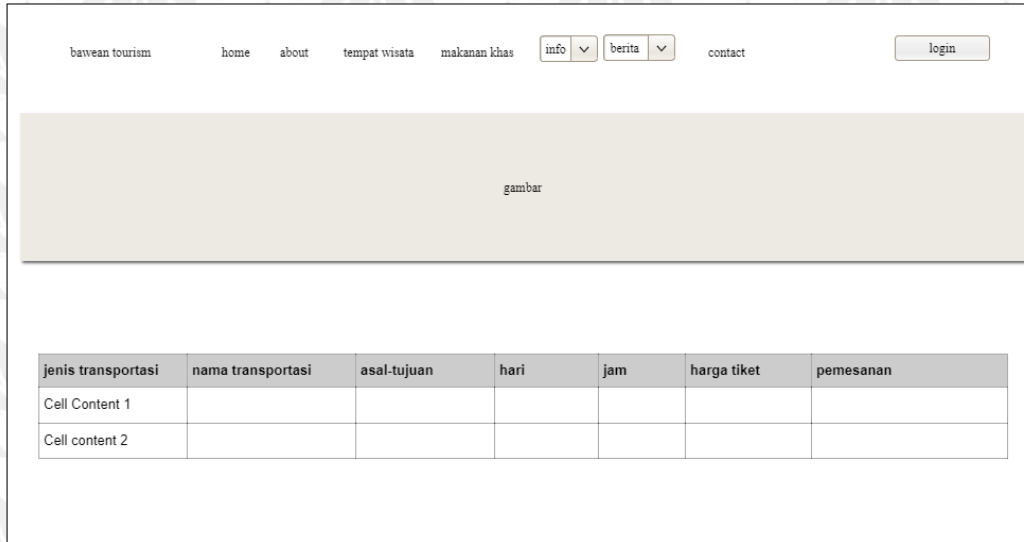 bawean tourism home about tempat wisata makanan khas info berita contact login
gambar
jenis transportasi nama transportasi asal-tujuan hari jam harga tiket pemesanan
Cell Content 1
Cell content 2